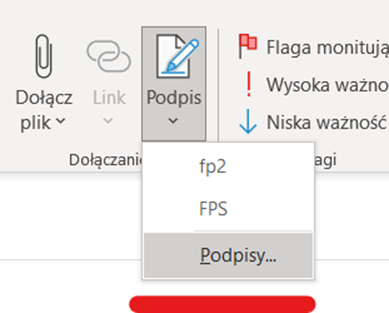 Dołącz plik
Link
Podpis
Flaga monitują
Wysoka ważno
Niska ważność
Dołączanie
agi
fp2
FPS
Podpisy...